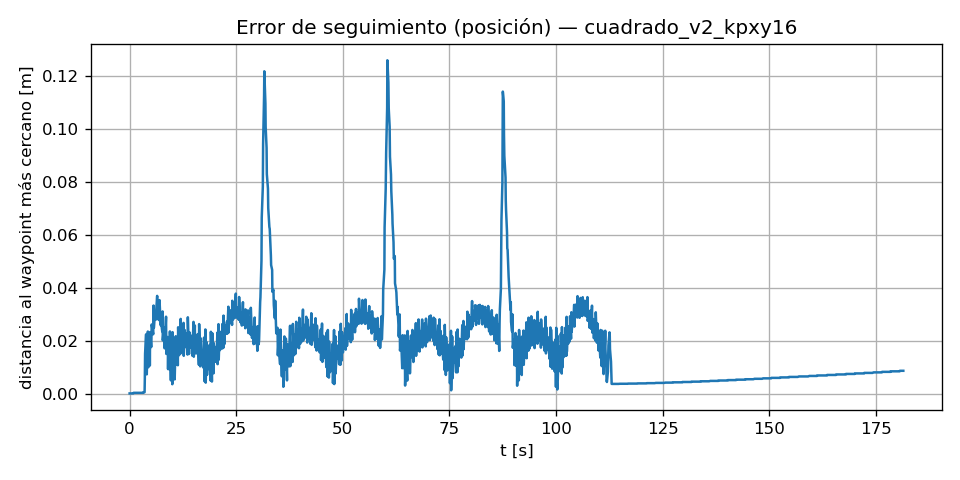 Error de seguimiento (posición) — cuadrado_v2_kpxy16
distancia al waypoint más cercano [m]
0.12
0.10
0.08
0.06
0.04
0.02
0.00
0 25 50 75 100 125 150 175
t [s]